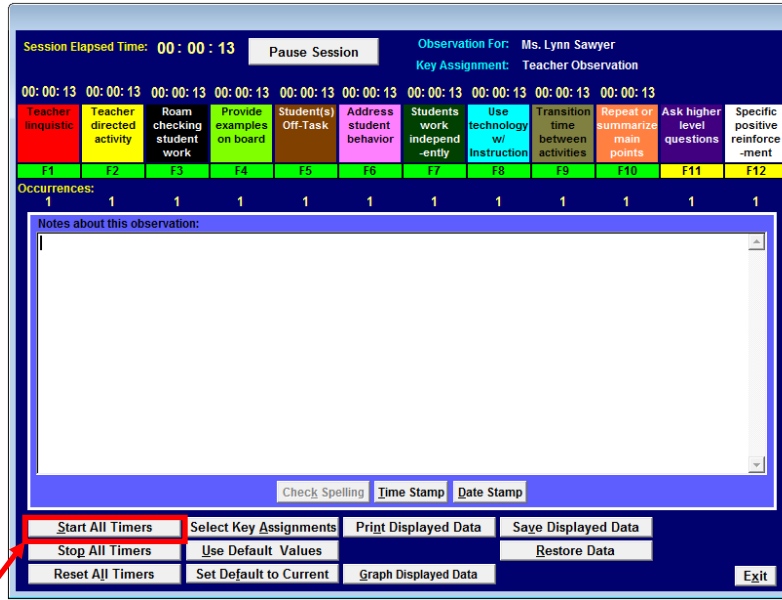 Session Elapsed Time: 00:00:13 Pause Session Observation For: Ms. Lynn Sawyer
Key Assignment: Teacher Observation
00:00:13 00:00:13 00:00:13 00:00:13 00:00:13 00:00:13 00:00:13 00:00:13 00:00:13 00:00:13
Teacher linquistic
Teacher directed activity
Roam checking student work
Provide examples on board
Student(s) Off-Task
Address student behavior
Students work independ -ently
Use technology w/ Instruction
Transition time between activities
Repeat or summarize main points
Ask higher level questions
Specific positive reinforce -ment
F1 F2 F3 F4 F5 F6 F7 F8 F9 F10 F11 F12
Occurrences:
1 1 1 1 1 1 1 1 1 1 1 1
Notes about this observation:
Check Spelling Time Stamp Date Stamp
Start All Timers Select Key Assignments Print Displayed Data Save Displayed Data
Stop All Timers Use Default Values Restore Data
Reset All Timers Set Default to Current Graph Displayed Data Exit